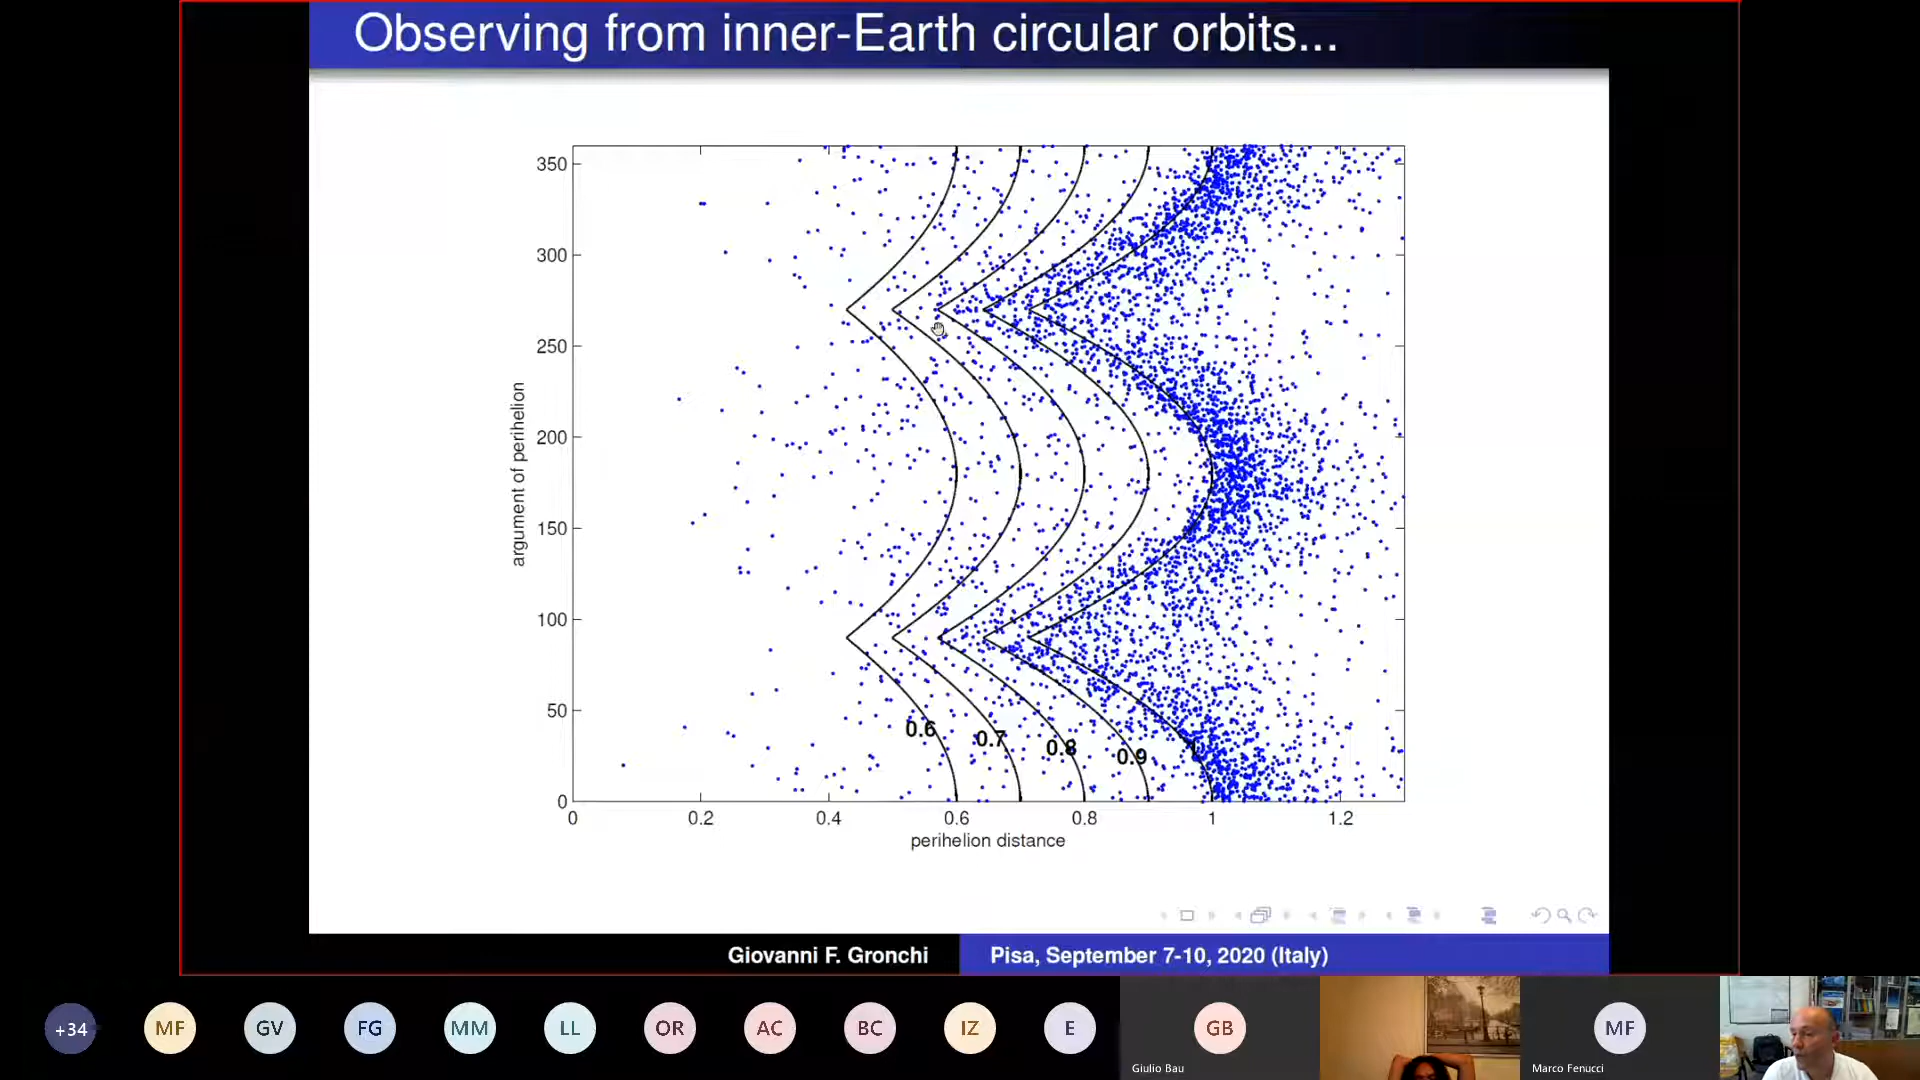 Observing from inner-Earth circular orbits...
350
300
250
200
150
100
50
0
argument of perihelion
0.6
0.7
0.8
0.9
1
0
0.2
0.4
0.6
0.8
1
1.2
perihelion distance
Giovanni F. Gronchi
Pisa, September 7-10, 2020 (Italy)
+34
MF
GV
FG
MM
LL
OR
AC
BC
IZ
E
GB
MF
Giulio Bau
Marco Fenucci